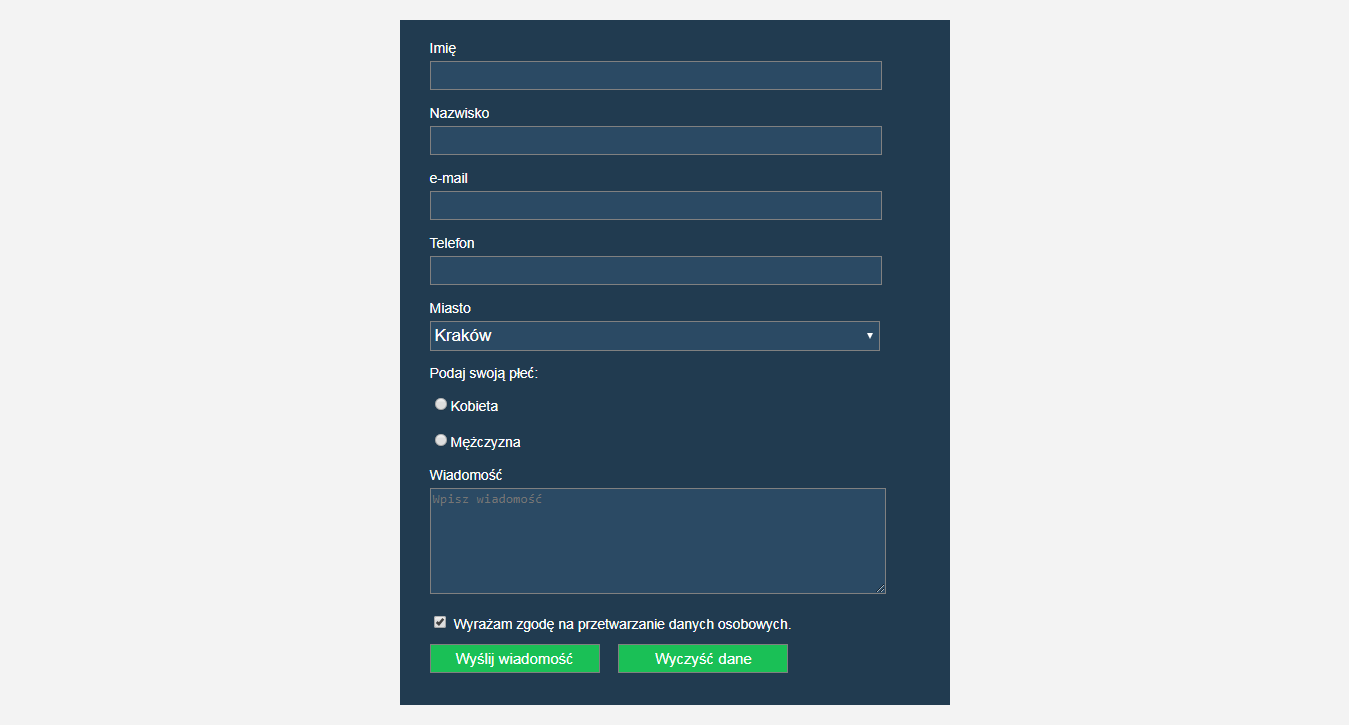 Imię
Nazwisko
e-mail
Telefon
Miasto
Kraków
Podaj swoją płeć:
Kobieta
Mężczyzna
Wiadomość
Wpisz wiadomość
Wyrażam zgodę na przetwarzanie danych osobowych.
Wyślij wiadomość Wyczyść dane